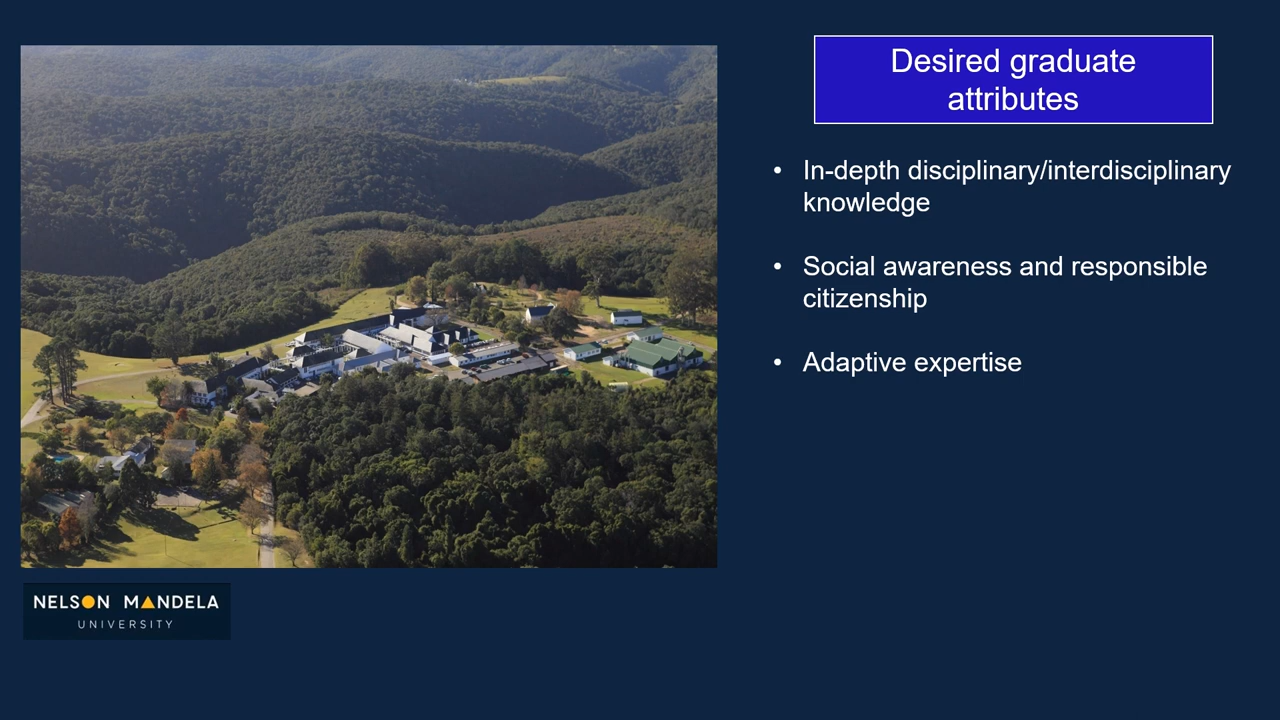 Desired graduate
attributes
• In-depth disciplinary/interdisciplinary
knowledge
• Social awareness and responsible
citizenship
• Adaptive expertise
NELSON MANDELA
UNIVERSITY